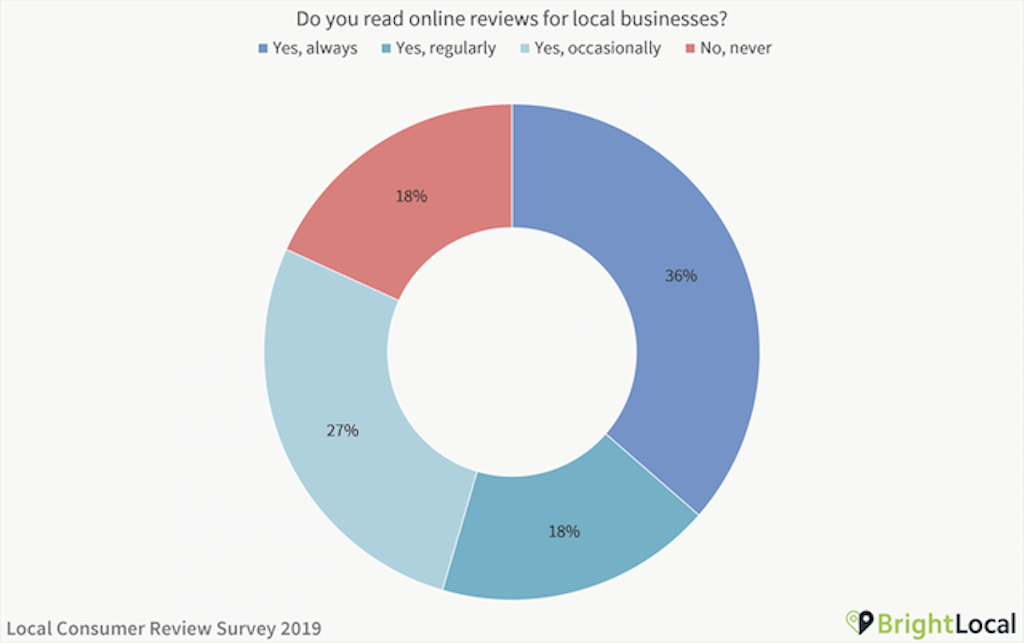 Do you read online reviews for local businesses?
Yes, always Yes, regularly Yes, occasionally No, never
18%
36%
27%
18%
Local Consumer Review Survey 2019
BrightLocal